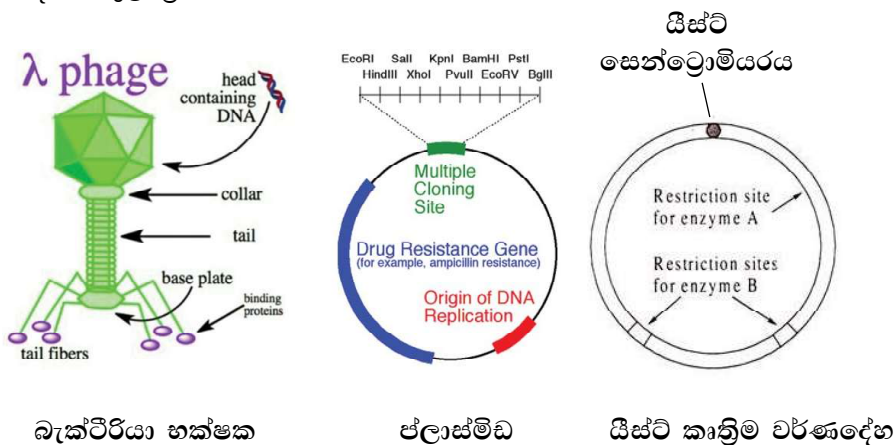 λ phage
head
containing
DNA
collar
tail
base plate
binding
proteins
tail fibers
EcoRI SalI KpnI BamHI PstI
HindIII XhoI PvuII EcoRV BglII
Multiple
Cloning
Site
Drug Resistance Gene
(for example, ampicillin resistance)
Origin of DNA
Replication
යීස්ට්
සෙන්ට්‍රොමියරය
Restriction site
for enzyme A
Restriction sites
for enzyme B
බැක්ටීරියා භක්ෂක
ප්ලාස්මිඩ
යීස්ට් කෘත්‍රිම වර්ණදේහ